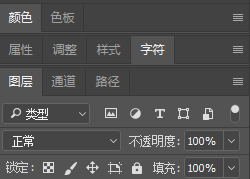 颜色 色板
属性 调整 样式 字符
图层 通道 路径
类型 T
正常 不透明度: 100%
锁定: 填充: 100%